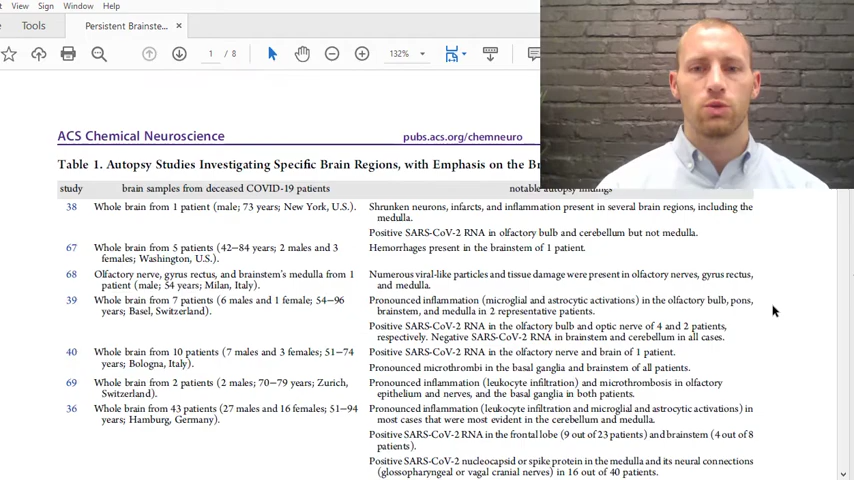 View Sign Window Help
Tools Persistent Brainste... ×
1 / 8 132%
ACS Chemical Neuroscience pubs.acs.org/chemneuro
Table 1. Autopsy Studies Investigating Specific Brain Regions, with Emphasis on the
study brain samples from deceased COVID-19 patients notable autopsy findings
38 Whole brain from 1 patient (male; 73 years; New York, U.S.). Shrunken neurons, infarcts, and inflammation present in several brain regions, including the
medulla.
Positive SARS-CoV-2 RNA in olfactory bulb and cerebellum but not medulla.
67 Whole brain from 5 patients (42−84 years; 2 males and 3 Hemorrhages present in the brainstem of 1 patient.
females; Washington, U.S.).
68 Olfactory nerve, gyrus rectus, and brainstem's medulla from 1 Numerous viral-like particles and tissue damage were present in olfactory nerves, gyrus rectus,
patient (male; 54 years; Milan, Italy). and medulla.
39 Whole brain from 7 patients (6 males and 1 female; 54−96 Pronounced inflammation (microglial and astrocytic activations) in the olfactory bulb, pons,
years; Basel, Switzerland). brainstem, and medulla in 2 representative patients.
Positive SARS-CoV-2 RNA in the olfactory bulb and optic nerve of 4 and 2 patients,
respectively. Negative SARS-CoV-2 RNA in brainstem and cerebellum in all cases.
40 Whole brain from 10 patients (7 males and 3 females; 51−74 Positive SARS-CoV-2 RNA in the olfactory nerve and brain of 1 patient.
years; Bologna, Italy).
Pronounced microthrombi in the basal ganglia and brainstem of all patients.
69 Whole brain from 2 patients (2 males; 70−79 years; Zurich, Pronounced inflammation (leukocyte infiltration) and microthrombosis in olfactory
Switzerland). epithelium and nerves, and the basal ganglia in both patients.
36 Whole brain from 43 patients (27 males and 16 females; 51−94 Pronounced inflammation (leukocyte infiltration and microglial and astrocytic activations) in
years; Hamburg, Germany). most cases that were most evident in the cerebellum and medulla.
Positive SARS-CoV-2 RNA in the frontal lobe (9 out of 23 patients) and brainstem (4 out of 8
patients).
Positive SARS-CoV-2 nucleocapsid or spike protein in the medulla and its neural connections
(glossopharyngeal or vagal cranial nerves) in 16 out of 40 patients.